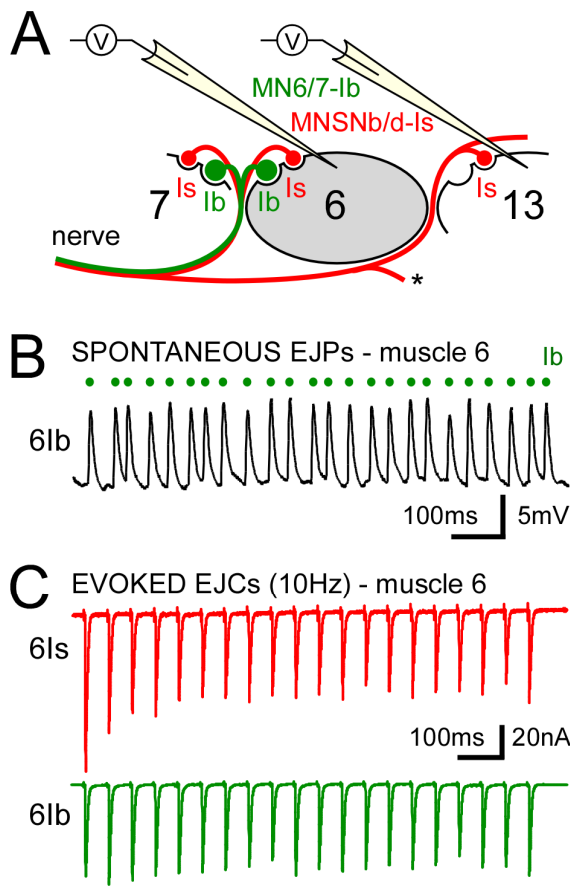 A
V
V
MN6/7-Ib
MNSNb/d-Is
7
Is
Ib
Ib
Is
6
Is
13
nerve
*
B
SPONTANEOUS EJPs - muscle 6
Ib
6Ib
100ms
5mV
C
EVOKED EJCs (10Hz) - muscle 6
6Is
100ms
20nA
6Ib